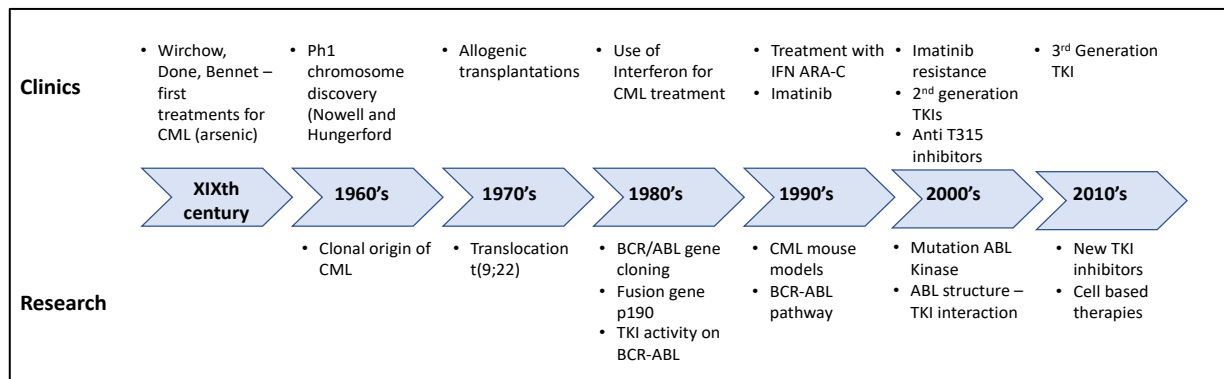 Clinics
• Wirchow,
Done, Bennet –
first
treatments for
CML (arsenic)
• Ph1
chromosome
discovery
(Nowell and
Hungerford
• Allogenic
transplantations
• Use of
Interferon for
CML treatment
• Treatment with
IFN ARA-C
• Imatinib
• Imatinib
resistance
• 2nd generation
TKIs
• Anti T315
inhibitors
• 3rd Generation
TKI
XIXth
century
1960's
1970's
1980's
1990's
2000's
2010's
Research
• Clonal origin of
CML
• Translocation
t(9;22)
• BCR/ABL gene
cloning
• Fusion gene
p190
• TKI activity on
BCR-ABL
• CML mouse
models
• BCR-ABL
pathway
• Mutation ABL
Kinase
• ABL structure –
TKI interaction
• New TKI
inhibitors
• Cell based
therapies